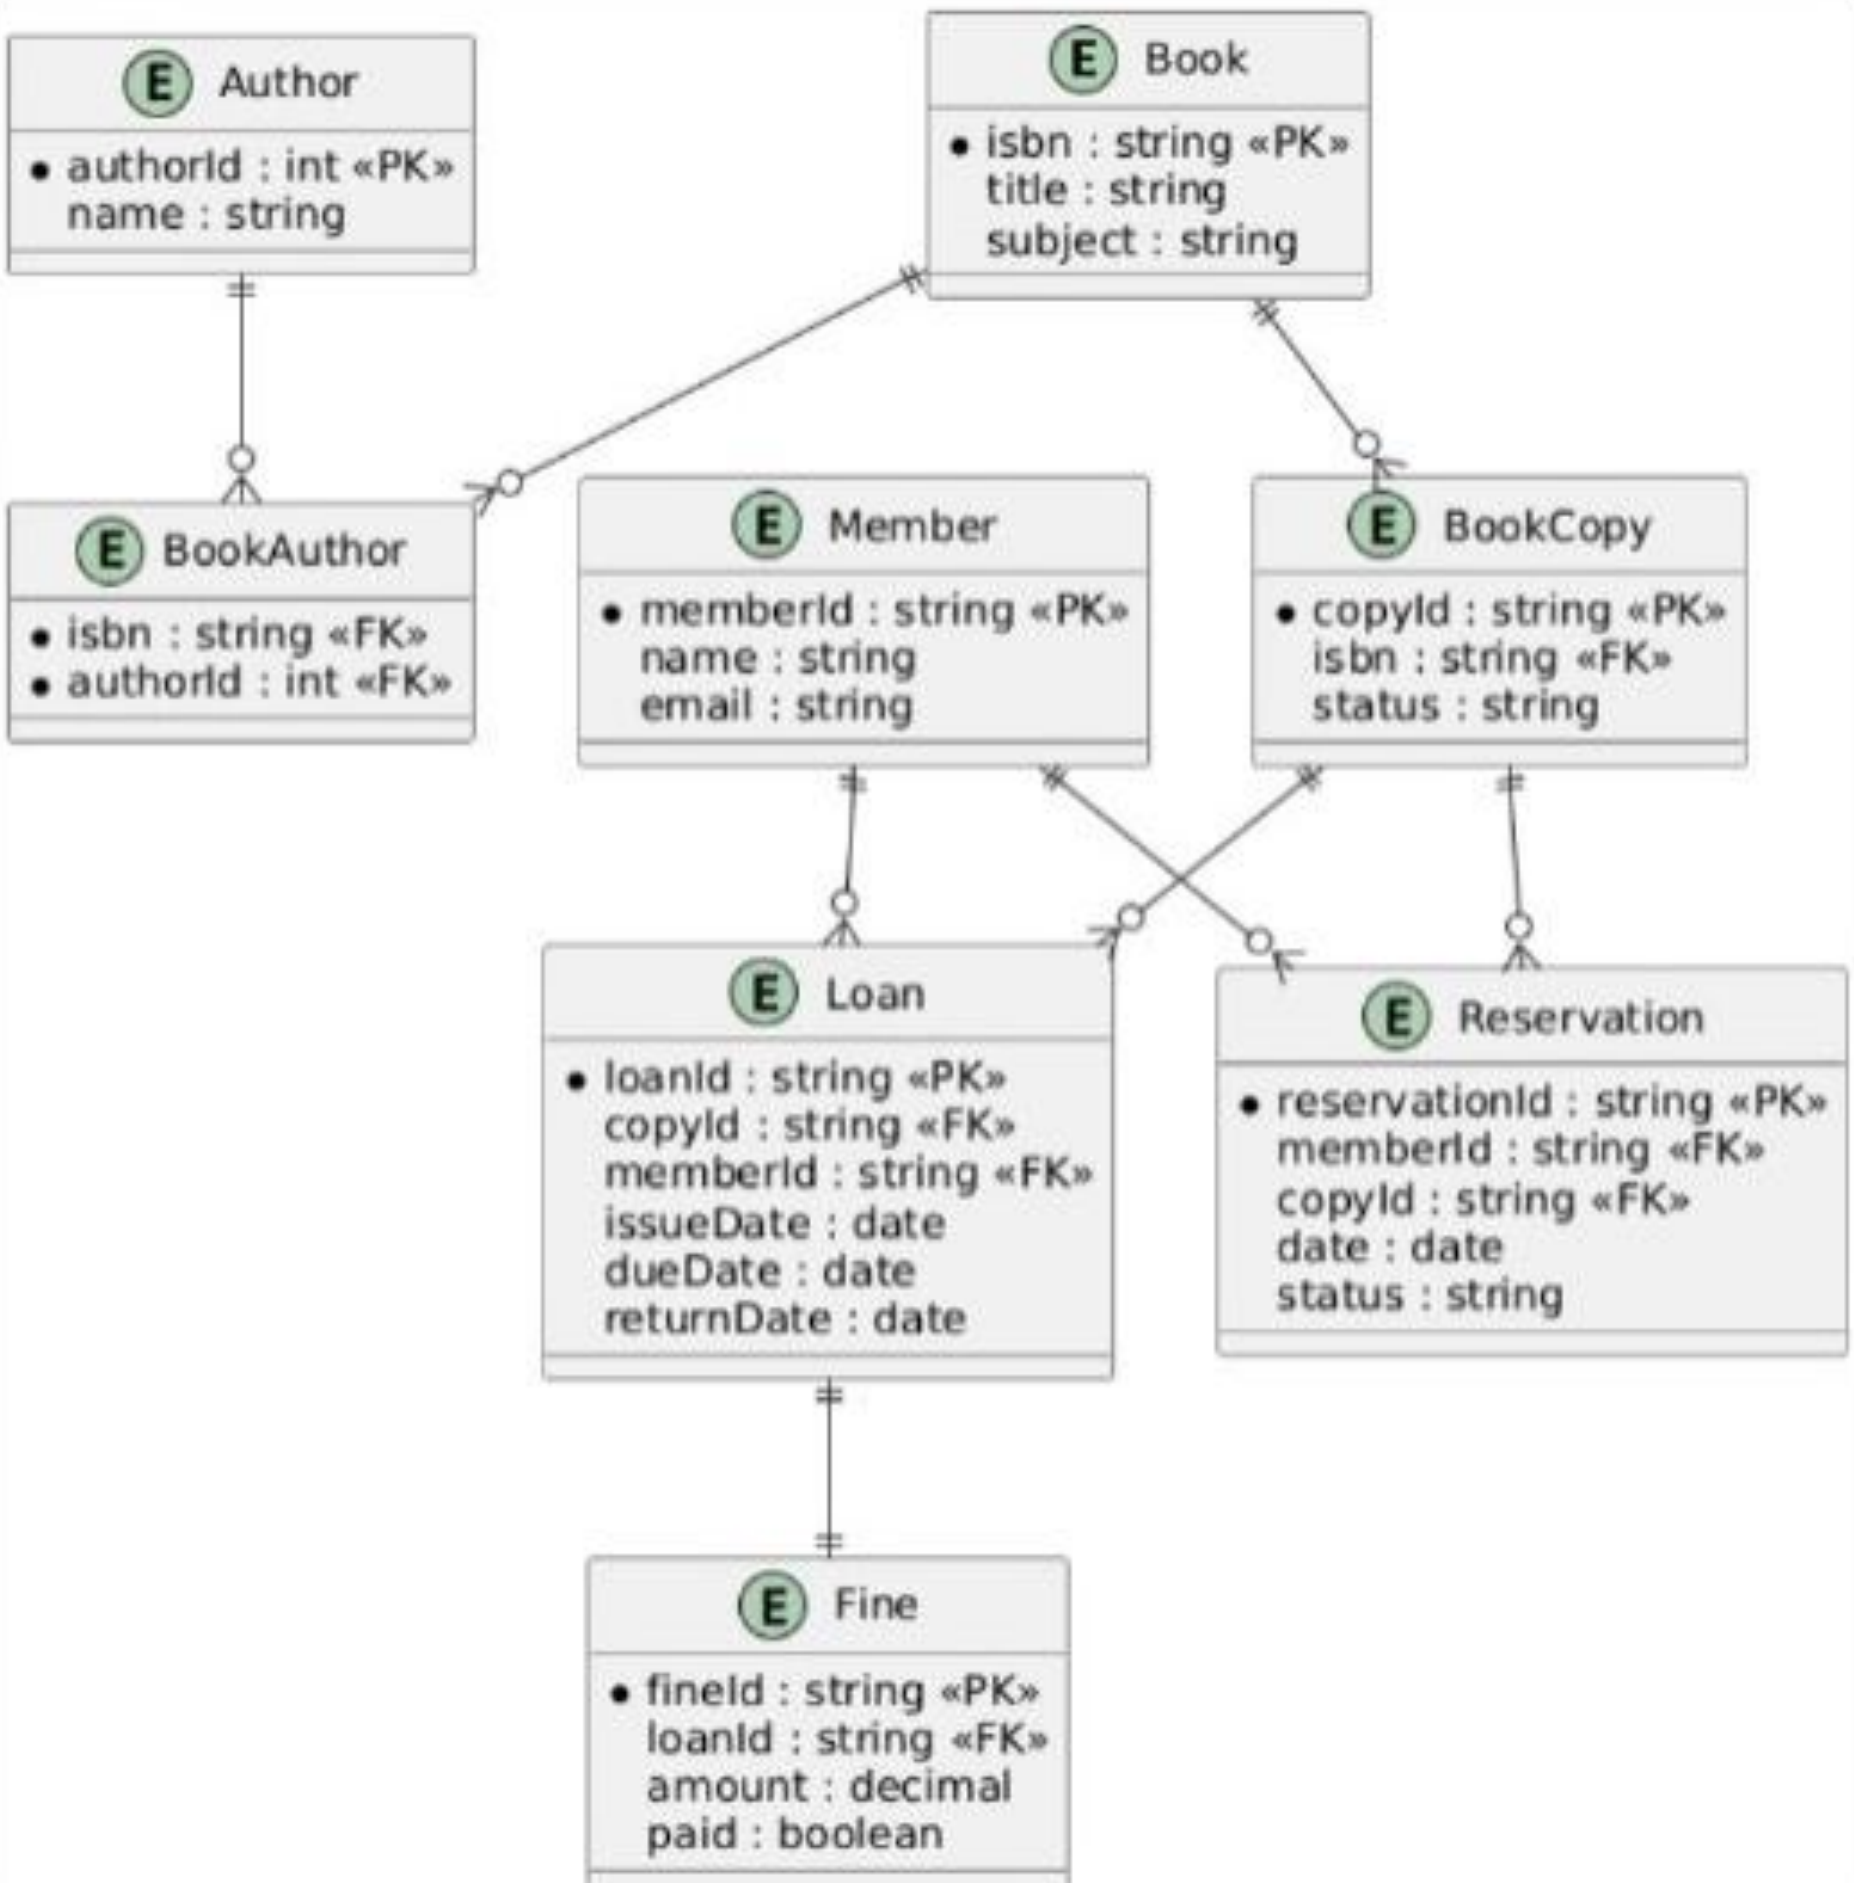 E Author
authorId : int «PK»
name : string
E Book
isbn : string «PK»
title : string
subject : string
E BookAuthor
isbn : string «FK»
authorId : int «FK»
E Member
memberId : string «PK»
name : string
email : string
E BookCopy
copyId : string «PK»
isbn : string «FK»
status : string
E Loan
loanId : string «PK»
copyId : string «FK»
memberId : string «FK»
issueDate : date
dueDate : date
returnDate : date
E Reservation
reservationId : string «PK»
memberId : string «FK»
copyId : string «FK»
date : date
status : string
E Fine
fineId : string «PK»
loanId : string «FK»
amount : decimal
paid : boolean